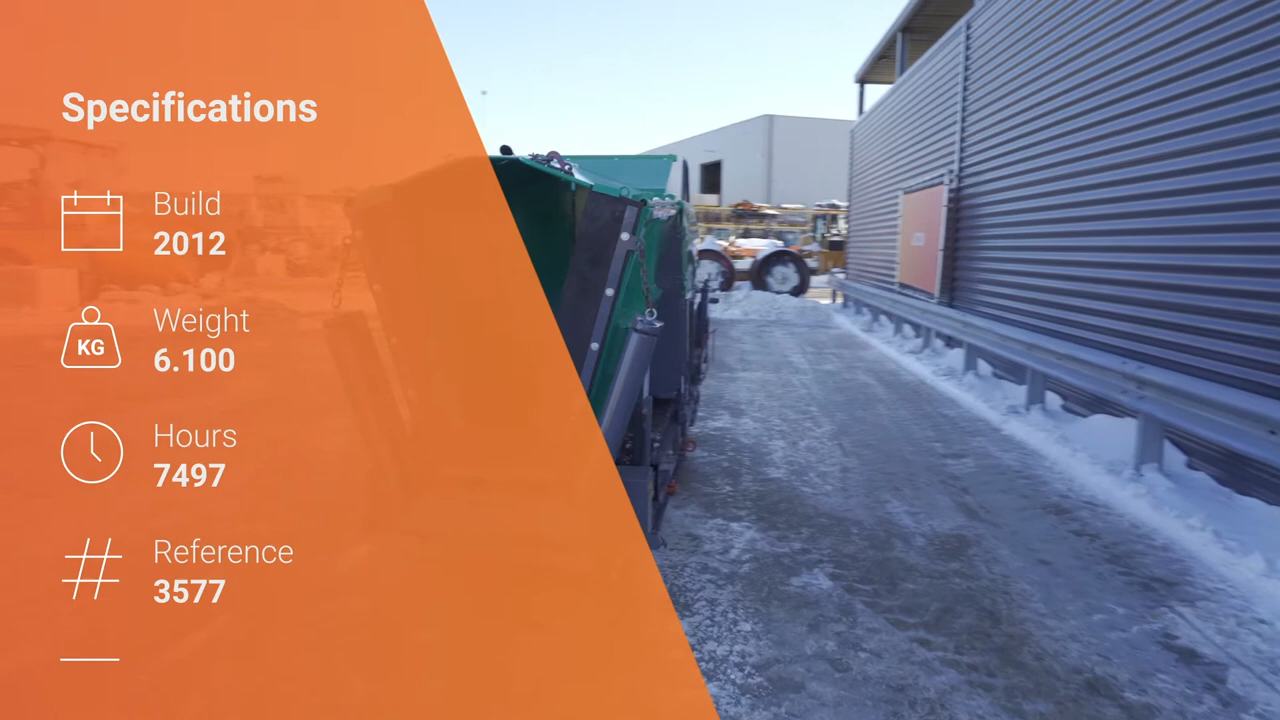 Specifications
Build
2012
Weight
KG
6.100
Hours
7497
Reference
3577